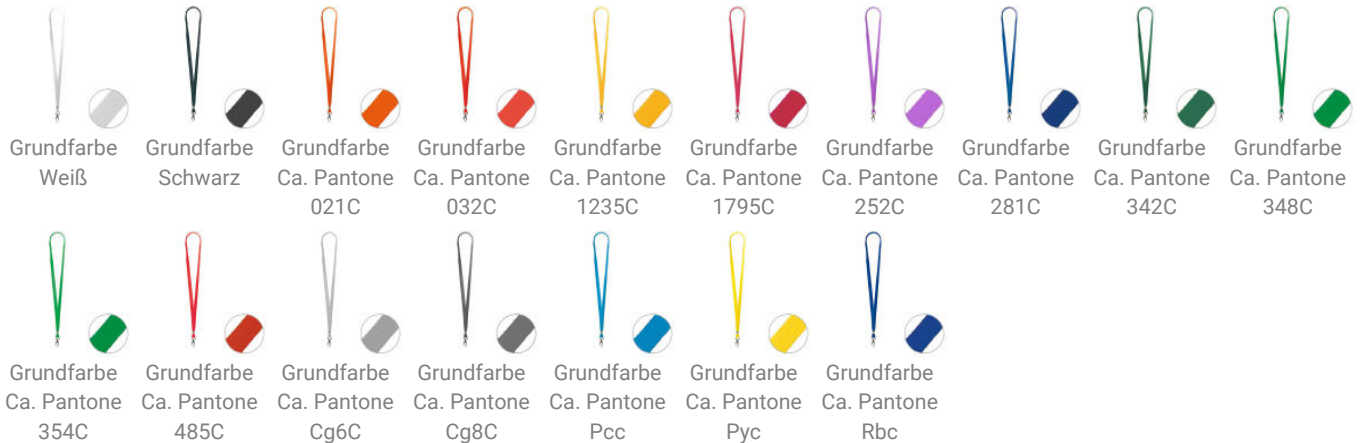 Grundfarbe Grundfarbe Grundfarbe Grundfarbe Grundfarbe Grundfarbe Grundfarbe Grundfarbe Grundfarbe Grundfarbe
Weiß Schwarz Ca. Pantone Ca. Pantone Ca. Pantone Ca. Pantone Ca. Pantone Ca. Pantone Ca. Pantone Ca. Pantone
021C 032C 1235C 1795C 252C 281C 342C 348C
Grundfarbe Grundfarbe Grundfarbe Grundfarbe Grundfarbe Grundfarbe Grundfarbe
Ca. Pantone Ca. Pantone Ca. Pantone Ca. Pantone Ca. Pantone Ca. Pantone Ca. Pantone
354C 485C Cg6C Cg8C Pcc Pyc Rbc